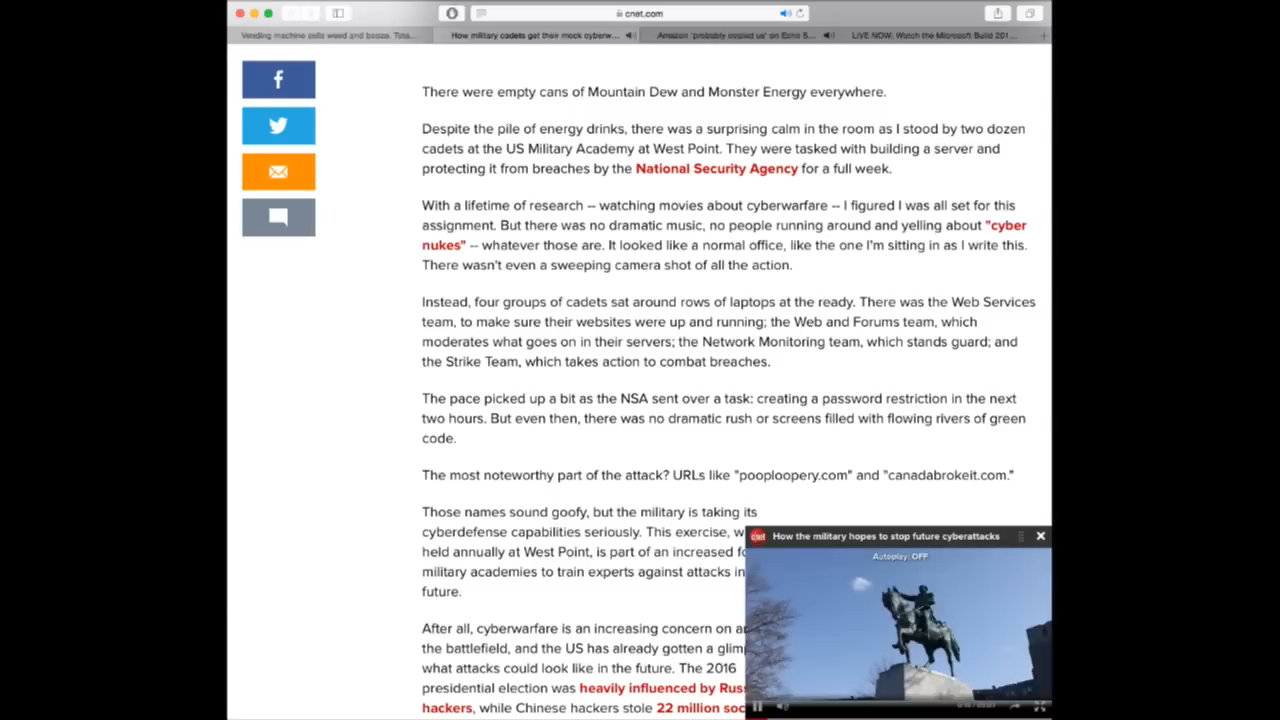 cnet.com
Vending machine sells weed and booze. Tota...
How military cadets get their mock cyberw...
Amazon 'probably copied us' on Echo S...
LIVE NOW: Watch the Microsoft Build 201...
There were empty cans of Mountain Dew and Monster Energy everywhere.
Despite the pile of energy drinks, there was a surprising calm in the room as I stood by two dozen
cadets at the US Military Academy at West Point. They were tasked with building a server and
protecting it from breaches by the National Security Agency for a full week.
With a lifetime of research -- watching movies about cyberwarfare -- I figured I was all set for this
assignment. But there was no dramatic music, no people running around and yelling about "cyber
nukes" -- whatever those are. It looked like a normal office, like the one I'm sitting in as I write this.
There wasn't even a sweeping camera shot of all the action.
Instead, four groups of cadets sat around rows of laptops at the ready. There was the Web Services
team, to make sure their websites were up and running; the Web and Forums team, which
moderates what goes on in their servers; the Network Monitoring team, which stands guard; and
the Strike Team, which takes action to combat breaches.
The pace picked up a bit as the NSA sent over a task: creating a password restriction in the next
two hours. But even then, there was no dramatic rush or screens filled with flowing rivers of green
code.
The most noteworthy part of the attack? URLs like "pooploopery.com" and "canadabrokeit.com."
Those names sound goofy, but the military is taking its
cyberdefense capabilities seriously. This exercise, w
held annually at West Point, is part of an increased fo
military academies to train experts against attacks in
future.
After all, cyberwarfare is an increasing concern on
the battlefield, and the US has already gotten a glim
what attacks could look like in the future. The 2016
presidential election was heavily influenced by Russ
hackers, while Chinese hackers stole 22 million soc
cnet
How the military hopes to stop future cyberattacks
Autoplay: OFF